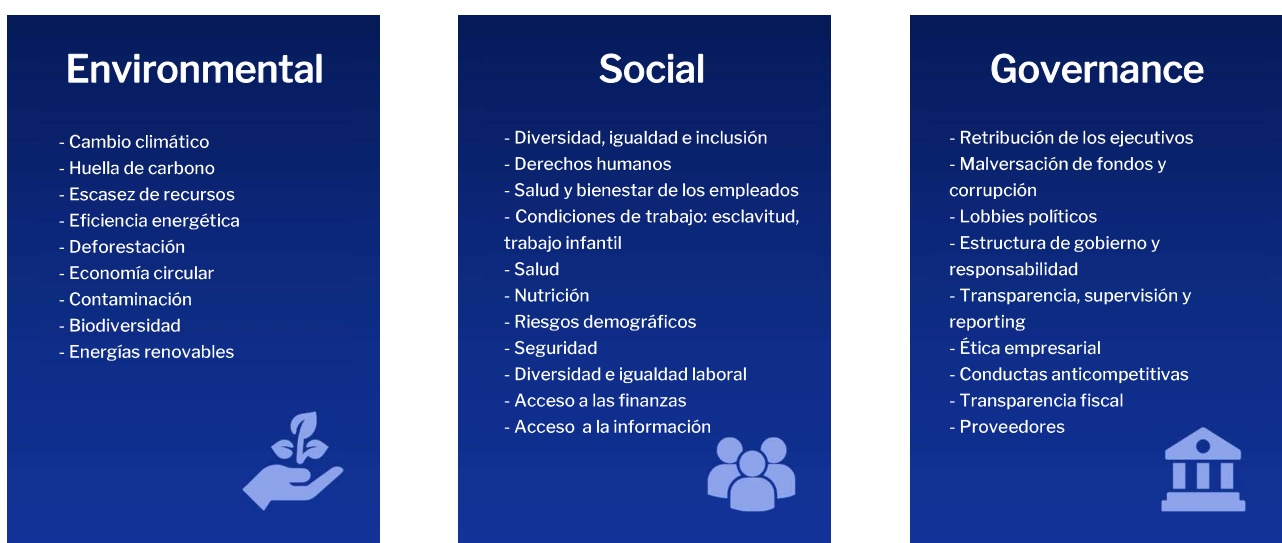 Environmental
- Cambio climático
- Huella de carbono
- Escasez de recursos
- Eficiencia energética
- Deforestación
- Economía circular
- Contaminación
- Biodiversidad
- Energías renovables
Social
- Diversidad, igualdad e inclusión
- Derechos humanos
- Salud y bienestar de los empleados
- Condiciones de trabajo: esclavitud,
trabajo infantil
- Salud
- Nutrición
- Riesgos demográficos
- Seguridad
- Diversidad e igualdad laboral
- Acceso a las finanzas
- Acceso  a la información
Governance
- Retribución de los ejecutivos
- Malversación de fondos y
corrupción
- Lobbies políticos
- Estructura de gobierno y
responsabilidad
- Transparencia, supervisión y
reporting
- Ética empresarial
- Conductas anticompetitivas
- Transparencia fiscal
- Proveedores